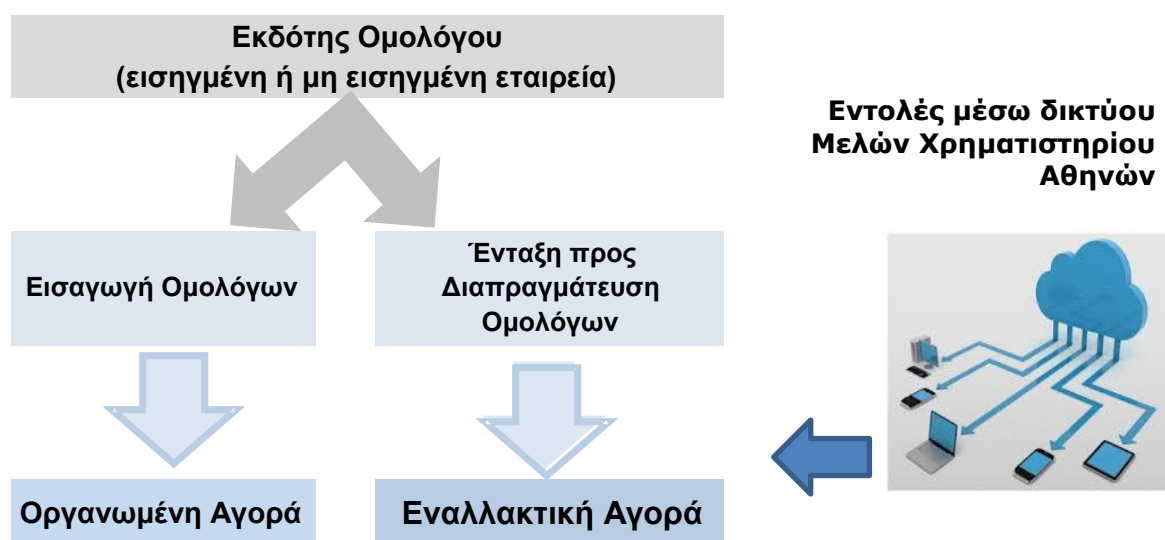 Εκδότης Ομολόγου
(εισηγμένη ή μη εισηγμένη εταιρεία)
Εντολές μέσω δικτύου
Μελών Χρηματιστηρίου
Αθηνών
Εισαγωγή Ομολόγων
Ένταξη προς
Διαπραγμάτευση
Ομολόγων
Οργανωμένη Αγορά
Εναλλακτική Αγορά